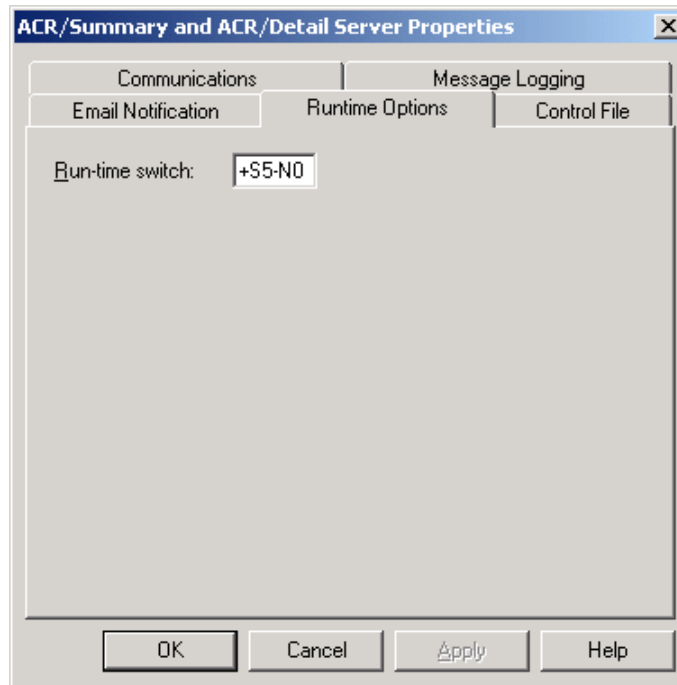 ACR/Summary and ACR/Detail Server Properties
Communications Message Logging
Email Notification Runtime Options Control File
Run-time switch: +S5-N0
OK Cancel Apply Help